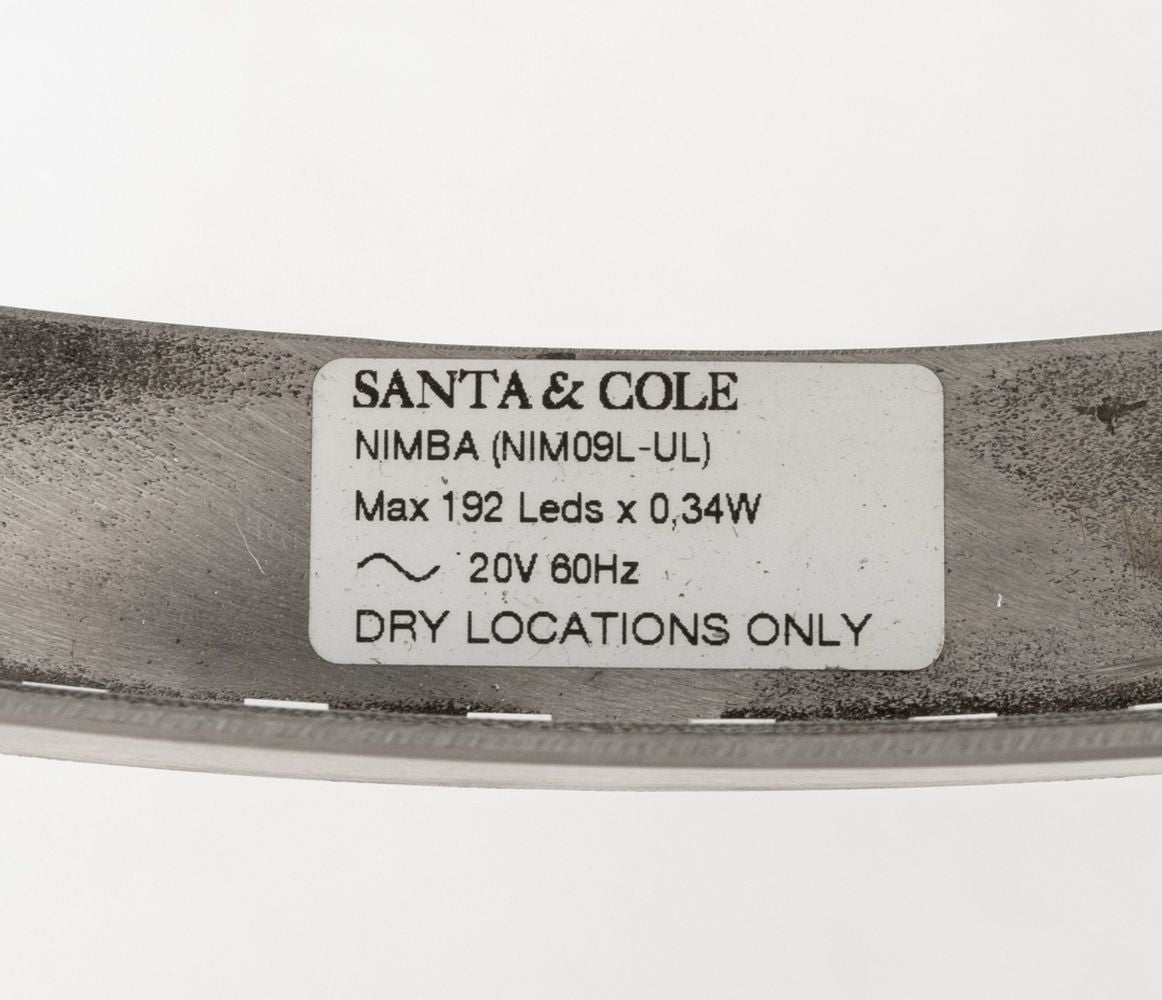 SANTA & COLE
NIMBA (NIM09L-UL)
Max 192 Leds x 0,34W
20V 60Hz
DRY LOCATIONS ONLY